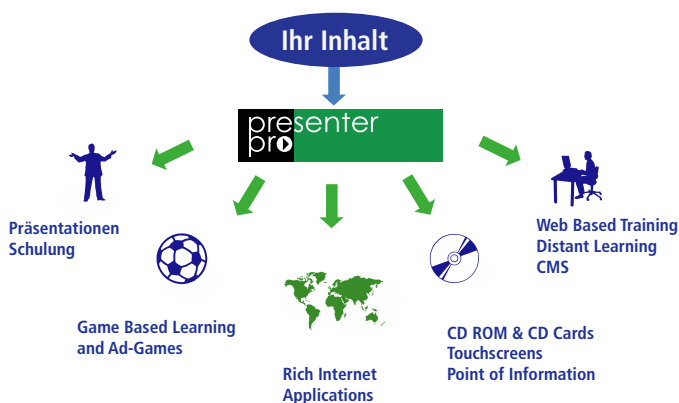 Ihr Inhalt
presenter
pro
Präsentationen
Schulung
Game Based Learning
and Ad-Games
Rich Internet
Applications
CD ROM & CD Cards
Touchscreens
Point of Information
Web Based Training
Distant Learning
CMS